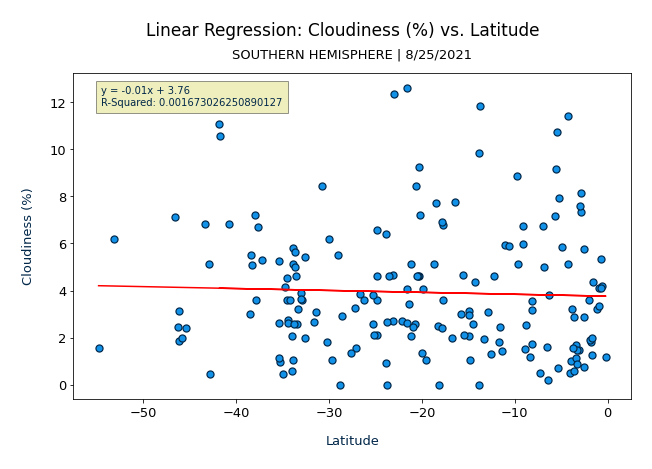 Linear Regression: Cloudiness (%) vs. Latitude
SOUTHERN HEMISPHERE | 8/25/2021
y = -0.01x + 3.76
R-Squared: 0.001673026250890127
12
10
8
6
4
2
0
Cloudiness (%)
−50
−40
−30
−20
−10
0
Latitude